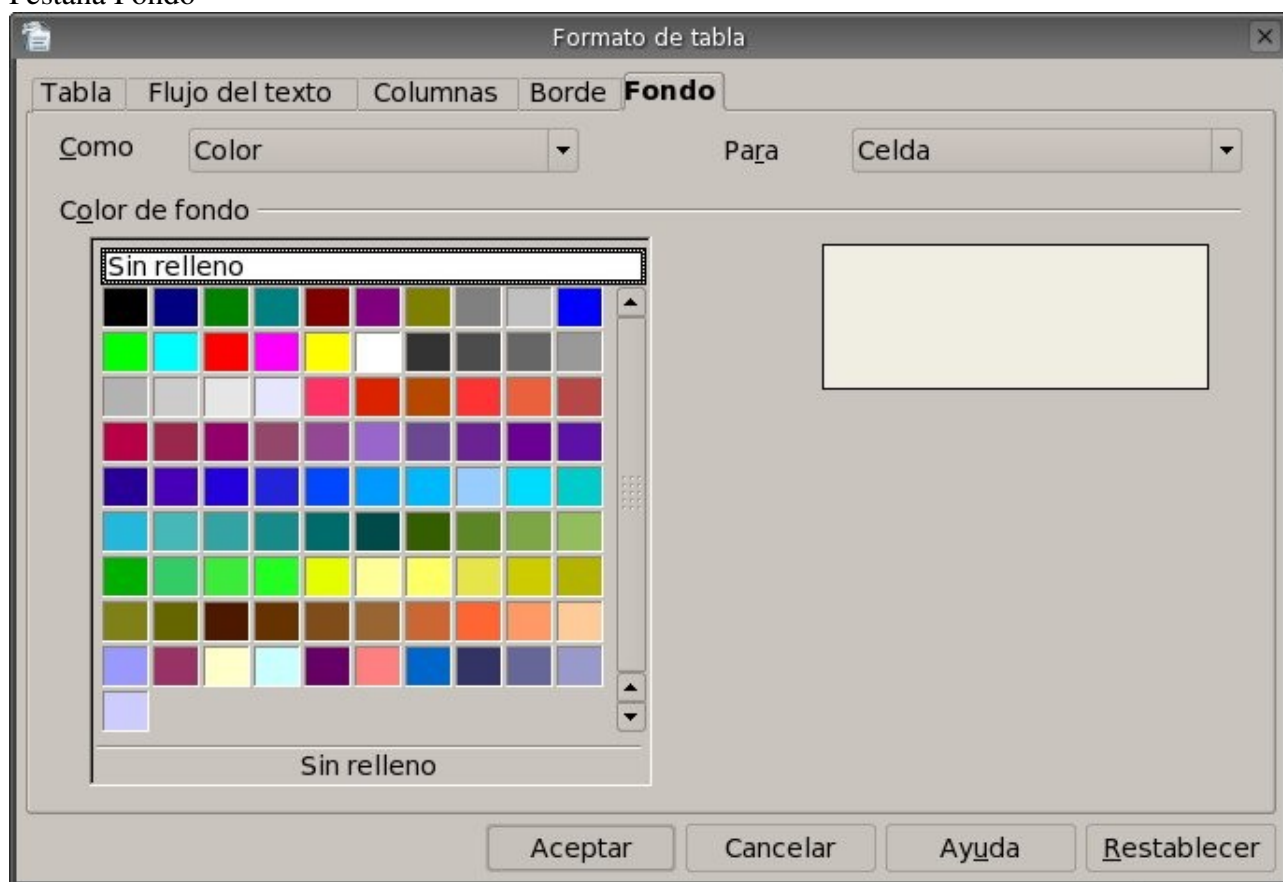 Pestaña Fondo
Formato de tabla
Tabla Flujo del texto Columnas Borde Fondo
Como Color Para Celda
Color de fondo
Sin relleno
Sin relleno
Aceptar Cancelar Ayuda Restablecer